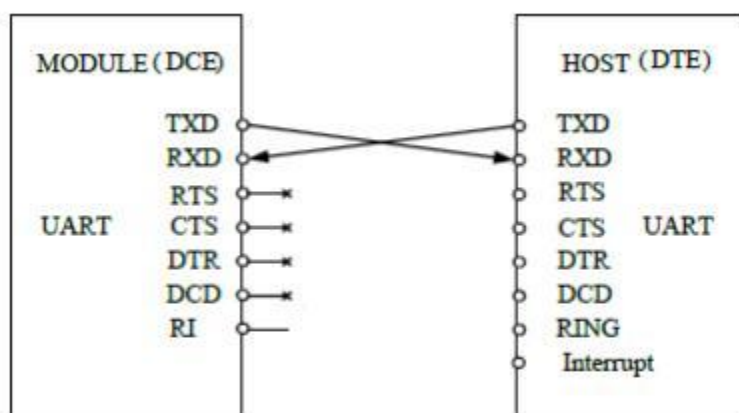 MODULE (DCE)
TXD
RXD
RTS
CTS
DTR
DCD
RI
UART
HOST (DTE)
TXD
RXD
RTS
CTS
DTR
DCD
RING
Interrupt
UART